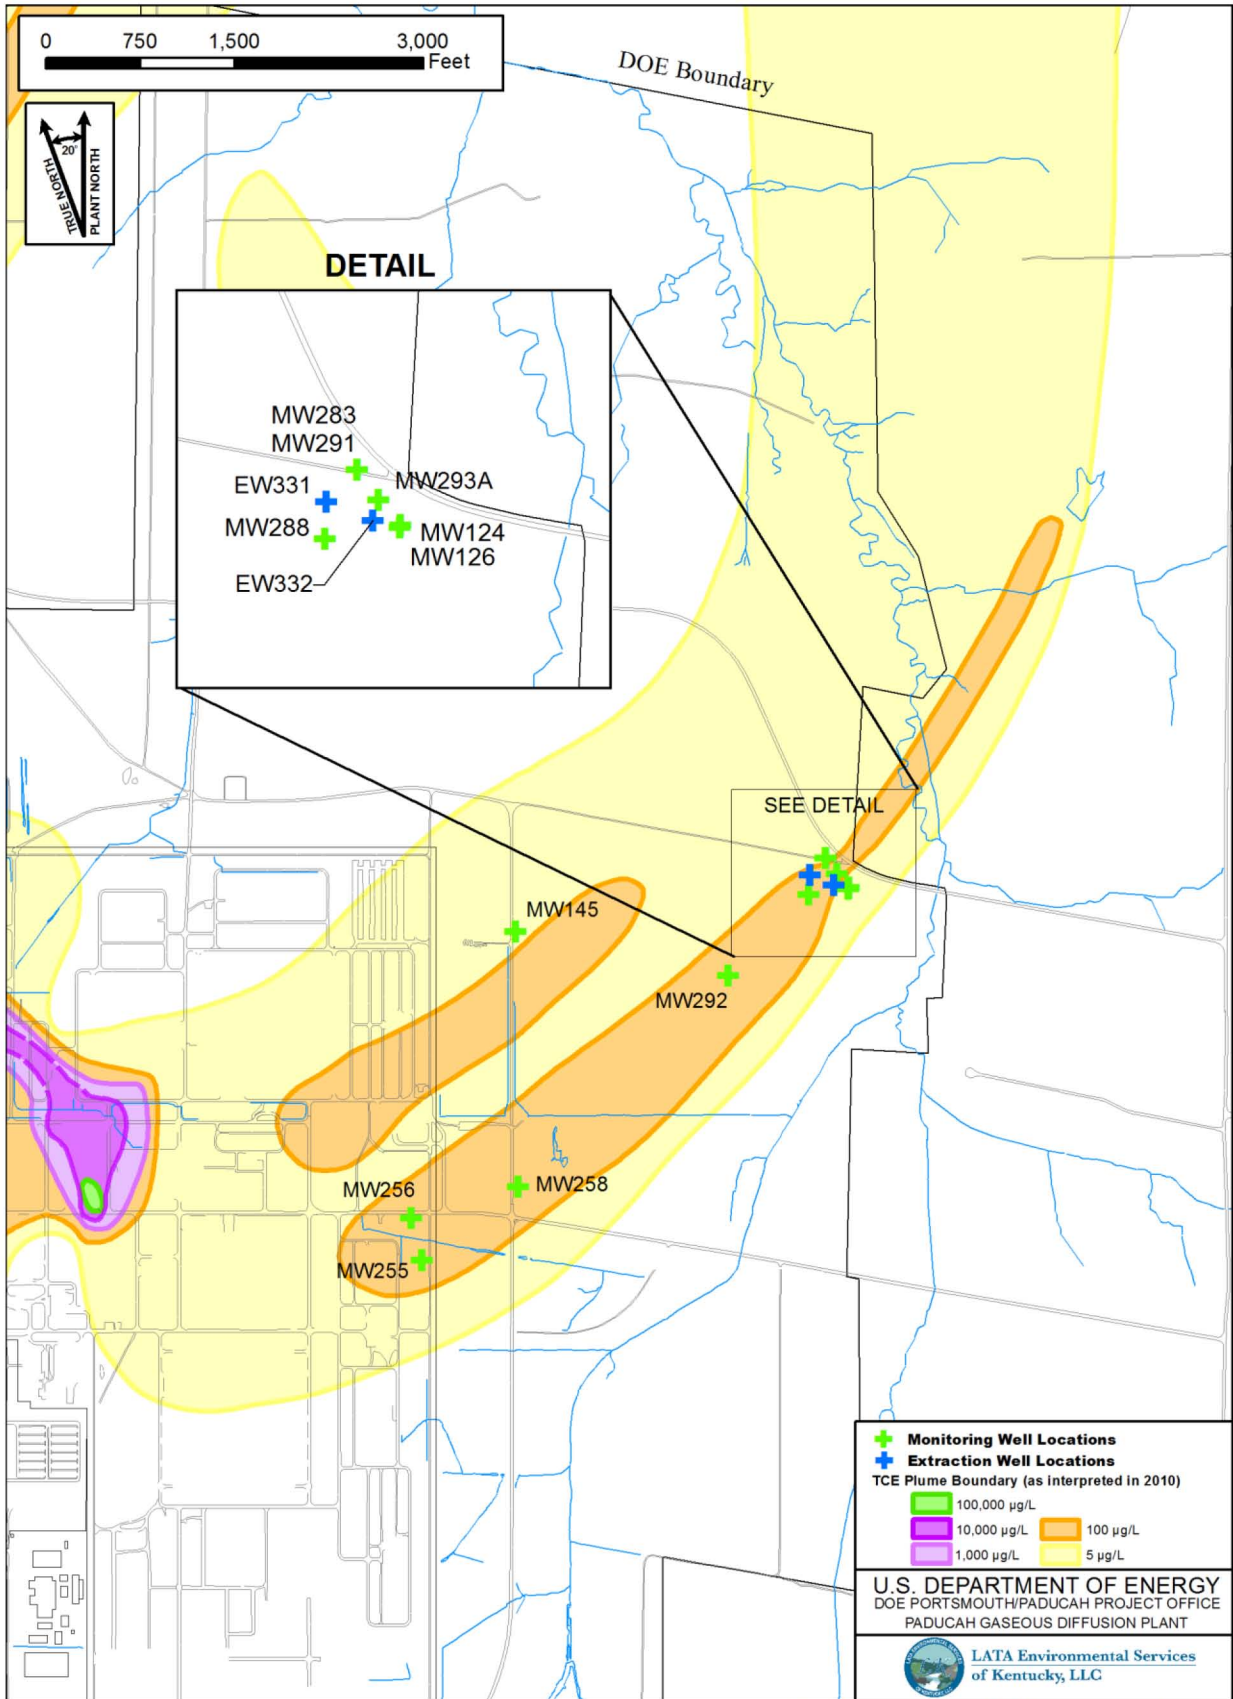 0 750 1,500 3,000
Feet
DOE Boundary
20°
TRUE NORTH
PLANT NORTH
DETAIL
MW283
MW291
EW331
MW293A
MW288
MW124
MW126
EW332
SEE DETAIL
MW145
MW292
MW256
MW258
MW255
Monitoring Well Locations
Extraction Well Locations
TCE Plume Boundary (as interpreted in 2010)
100,000 µg/L
10,000 µg/L 100 µg/L
1,000 µg/L 5 µg/L
U.S. DEPARTMENT OF ENERGY
DOE PORTSMOUTH/PADUCAH PROJECT OFFICE
PADUCAH GASEOUS DIFFUSION PLANT
LATA Environmental Services
of Kentucky, LLC